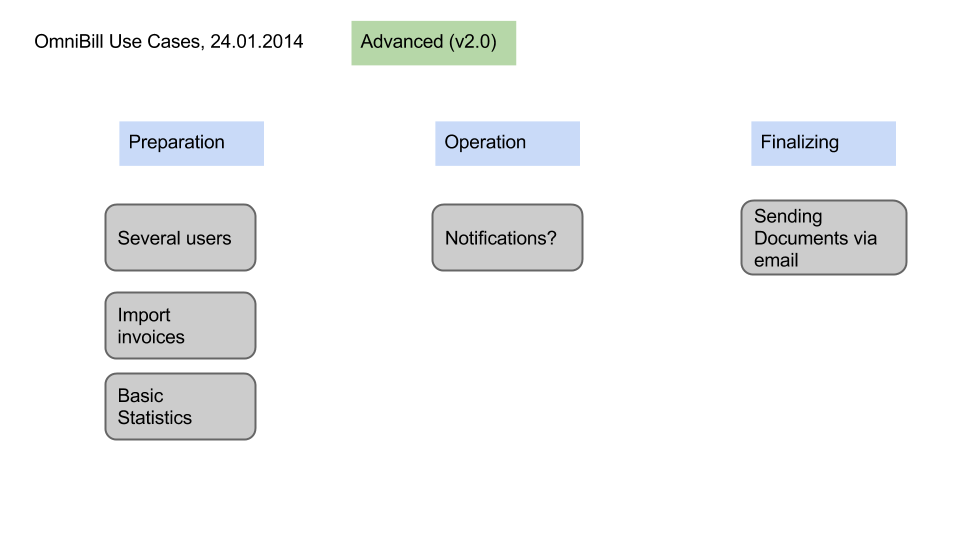 OmniBill Use Cases, 24.01.2014
Advanced (v2.0)
Preparation
Operation
Finalizing
Several users
Notifications?
Sending
Documents via
email
Import
invoices
Basic
Statistics